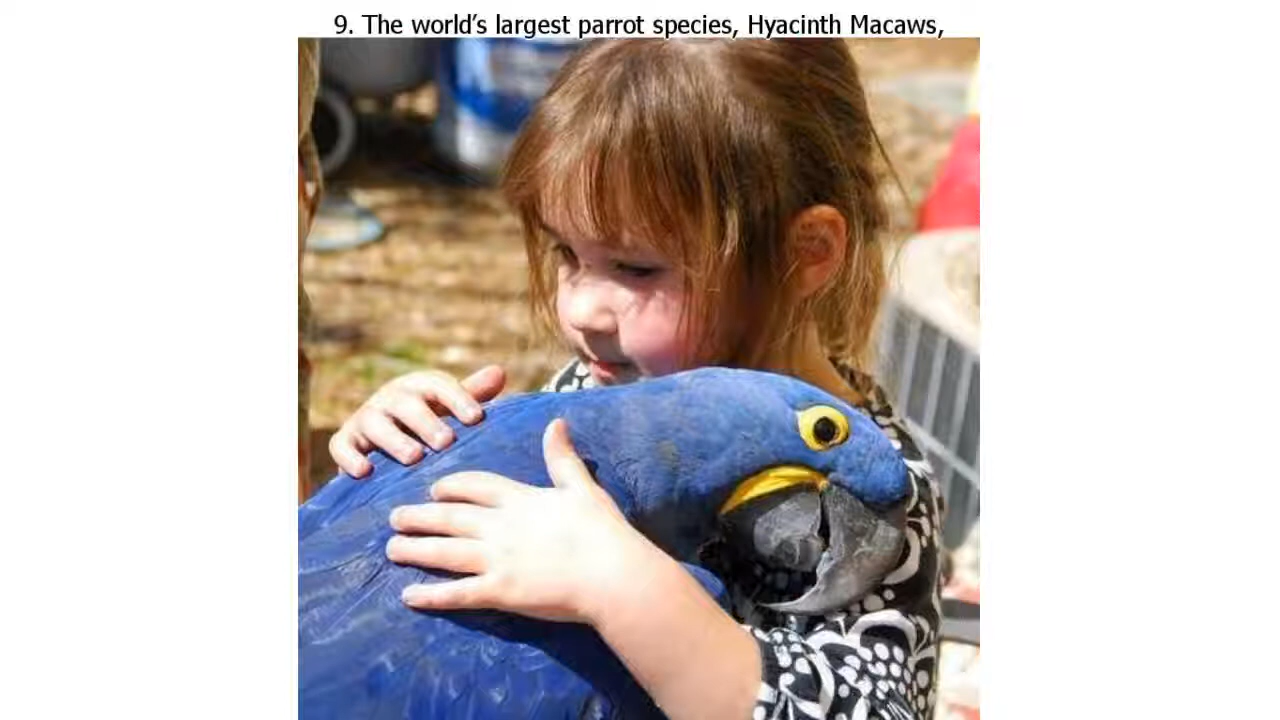 9. The world’s largest parrot species, Hyacinth Macaws,